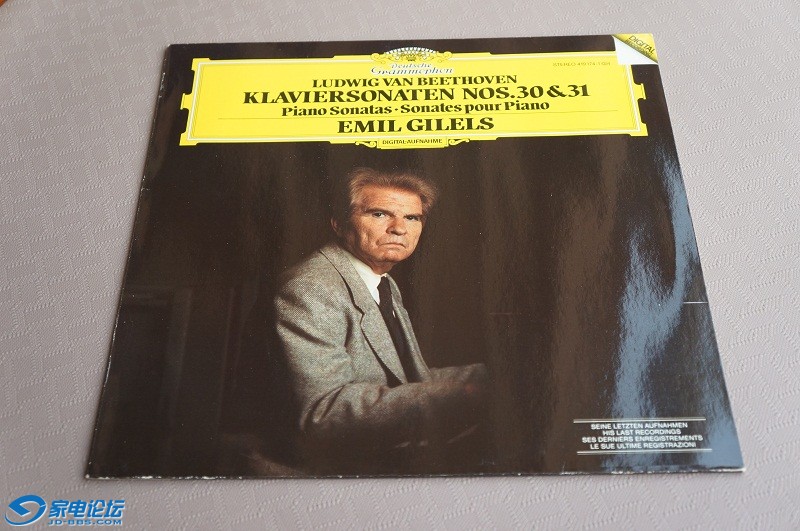 DIGITAL
Deutsche
Grammophon
STEREO
LUDWIG VAN BEETHOVEN
KLAVIERSONATEN NOS.30 & 31
Piano Sonatas · Sonates pour Piano
EMIL GILELS
DIGITAL-AUFNAHME
SEINE LETZTEN AUFNAHMEN
HIS LAST RECORDINGS
SES DERNIERS ENREGISTREMENTS
LE SUE ULTIME REGISTRAZIONI
家电论坛
JD-BBS.COM